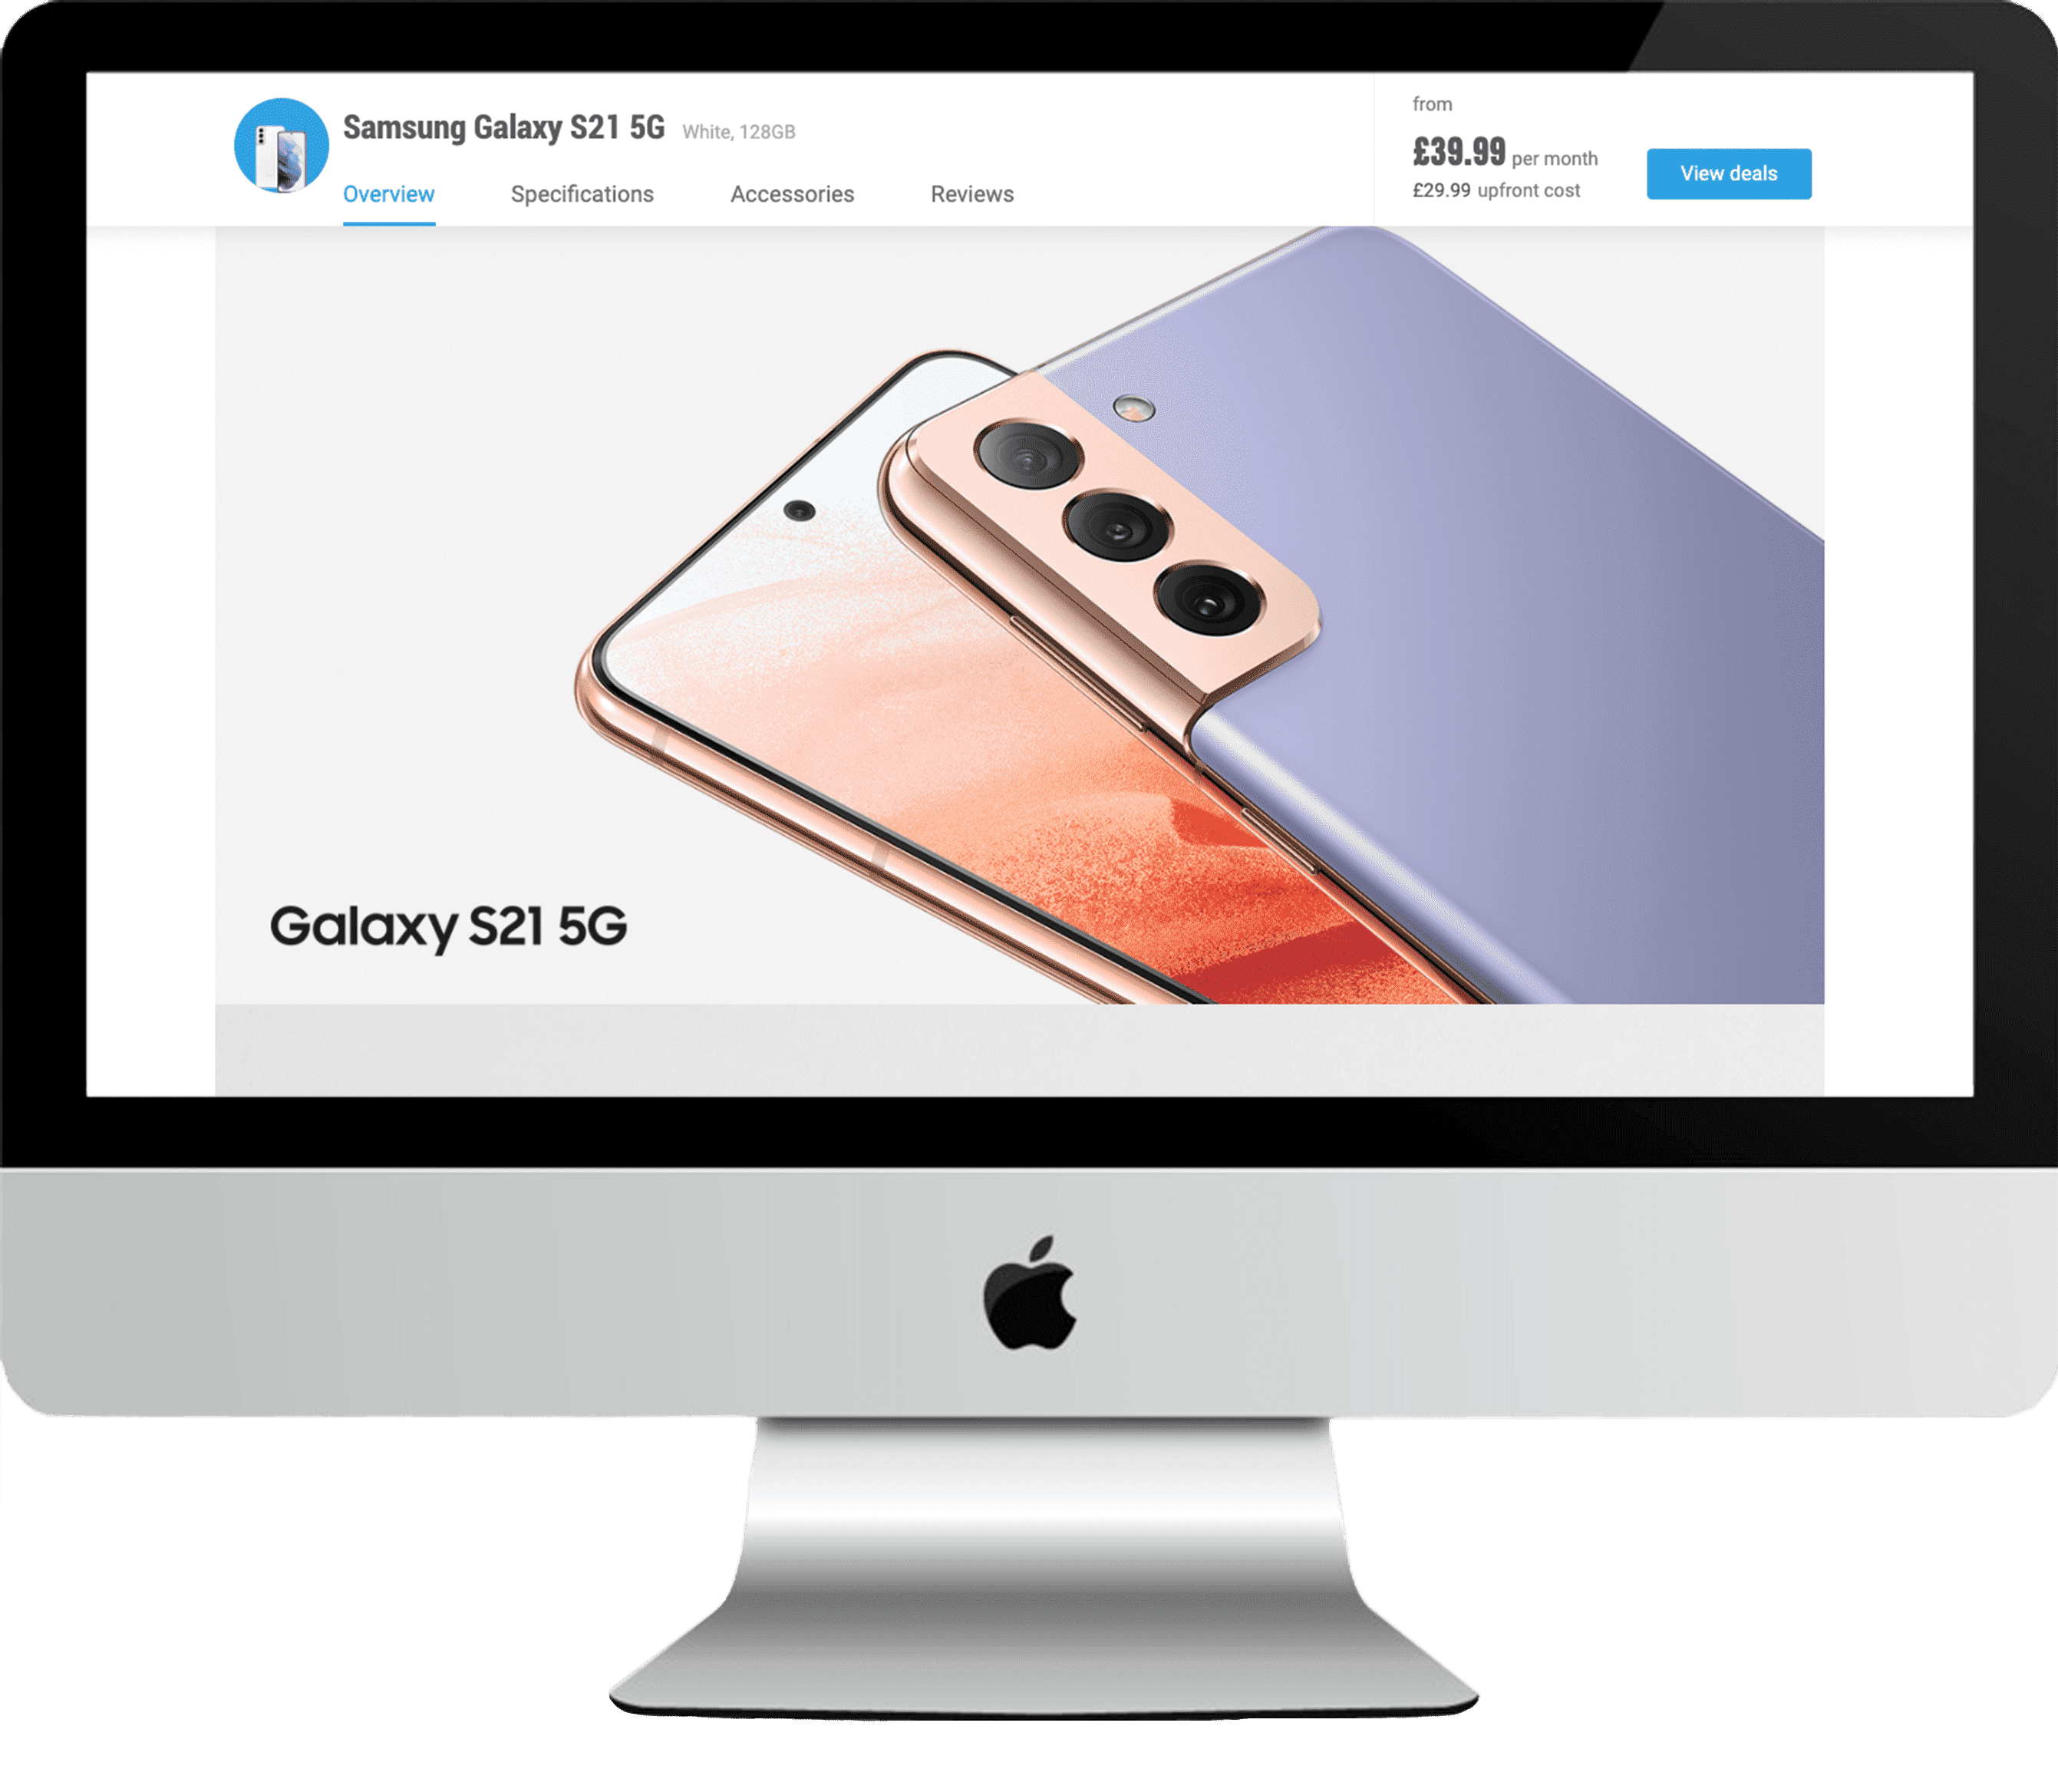 Samsung Galaxy S21 5G White, 128GB
Overview Specifications Accessories Reviews
from
£39.99 per month
£29.99 upfront cost
View deals
Galaxy S21 5G